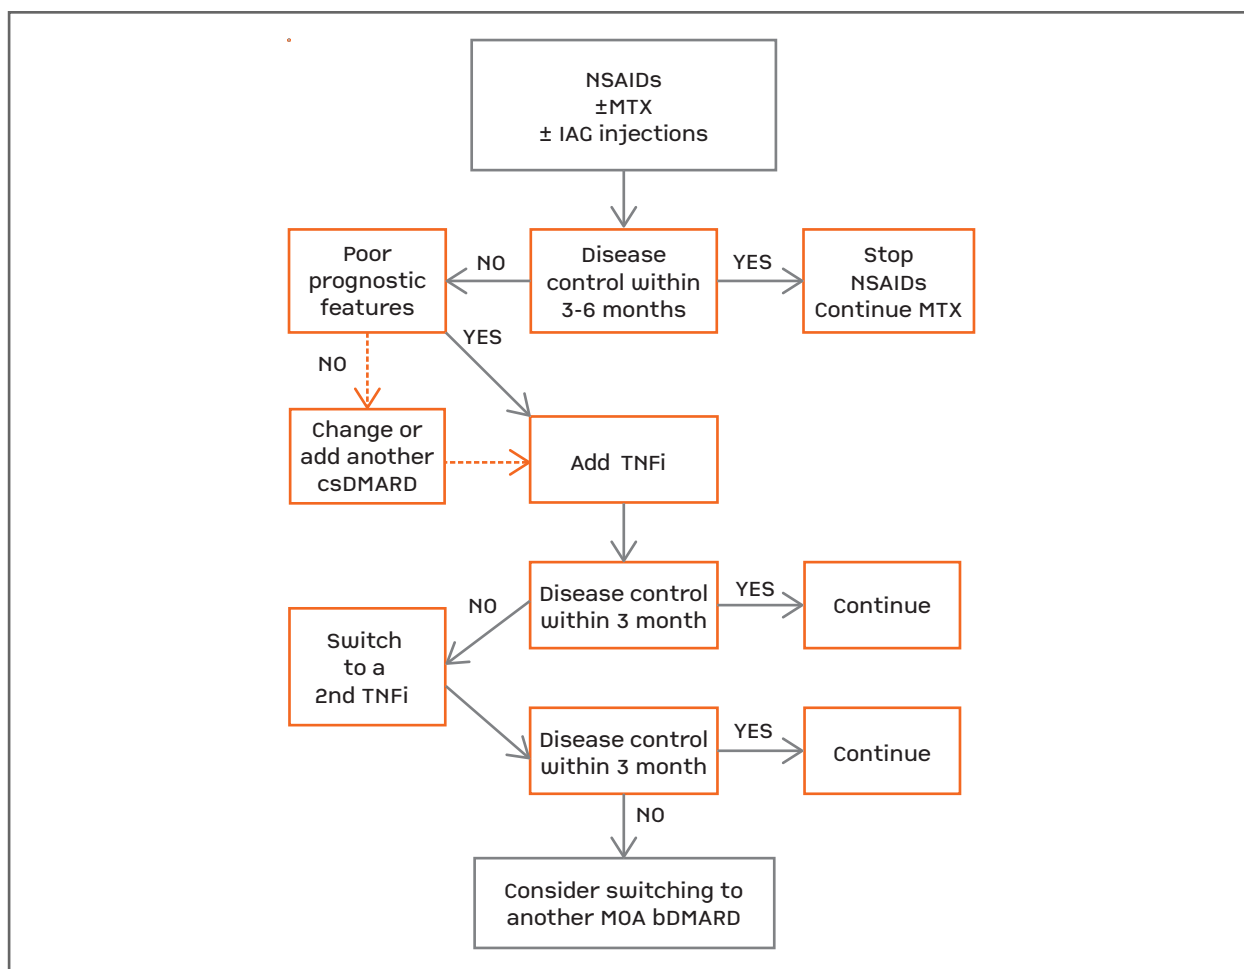 NSAIDs
±MTX
± IAG injections
Poor
prognostic
features
NO
Disease
control within
3-6 months
YES
Stop
NSAIDs
Continue MTX
NO
YES
Change or
add another
csDMARD
Add TNFi
Disease control
within 3 month
YES
Continue
NO
Switch
to a
2nd TNFi
Disease control
within 3 month
YES
Continue
NO
Consider switching to
another MOA bDMARD